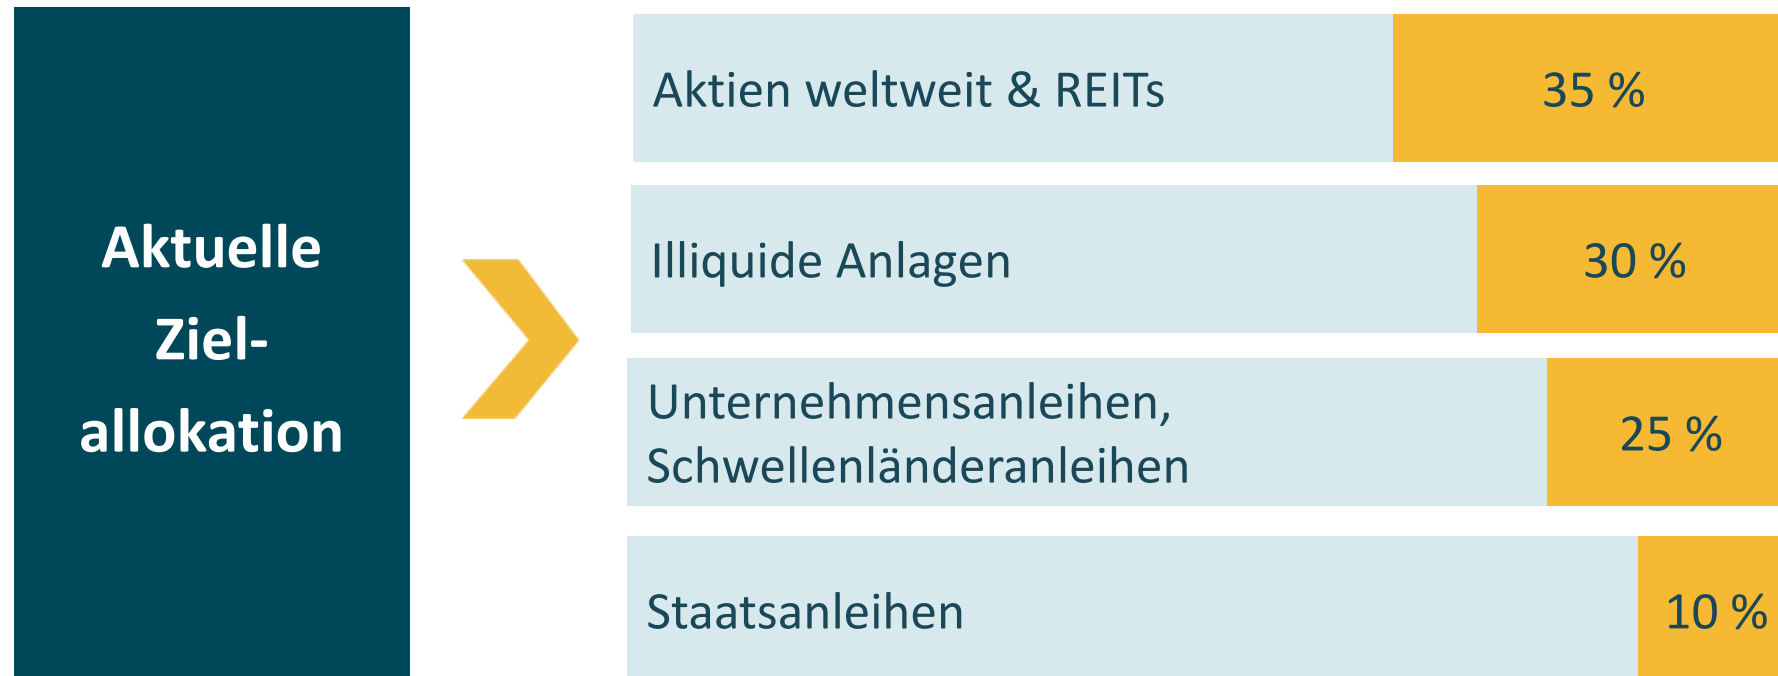 Aktuelle
Ziel-
allokation
Aktien weltweit & REITs
35 %
Illiquide Anlagen
30 %
Unternehmensanleihen,
Schwellenländeranleihen
25 %
Staatsanleihen
10 %